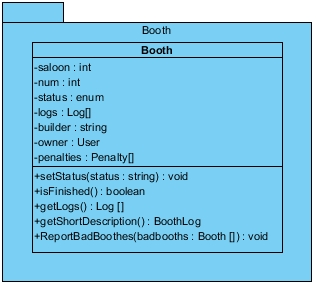 Booth
Booth
-saloon : int
-num : int
-status : enum
-logs : Log[]
-builder : string
-owner : User
-penalties : Penalty[]
+setStatus(status : string) : void
+isFinished() : boolean
+getLogs() : Log []
+getShortDescription() : BoothLog
+ReportBadBoothes(badbooths : Booth []) : void